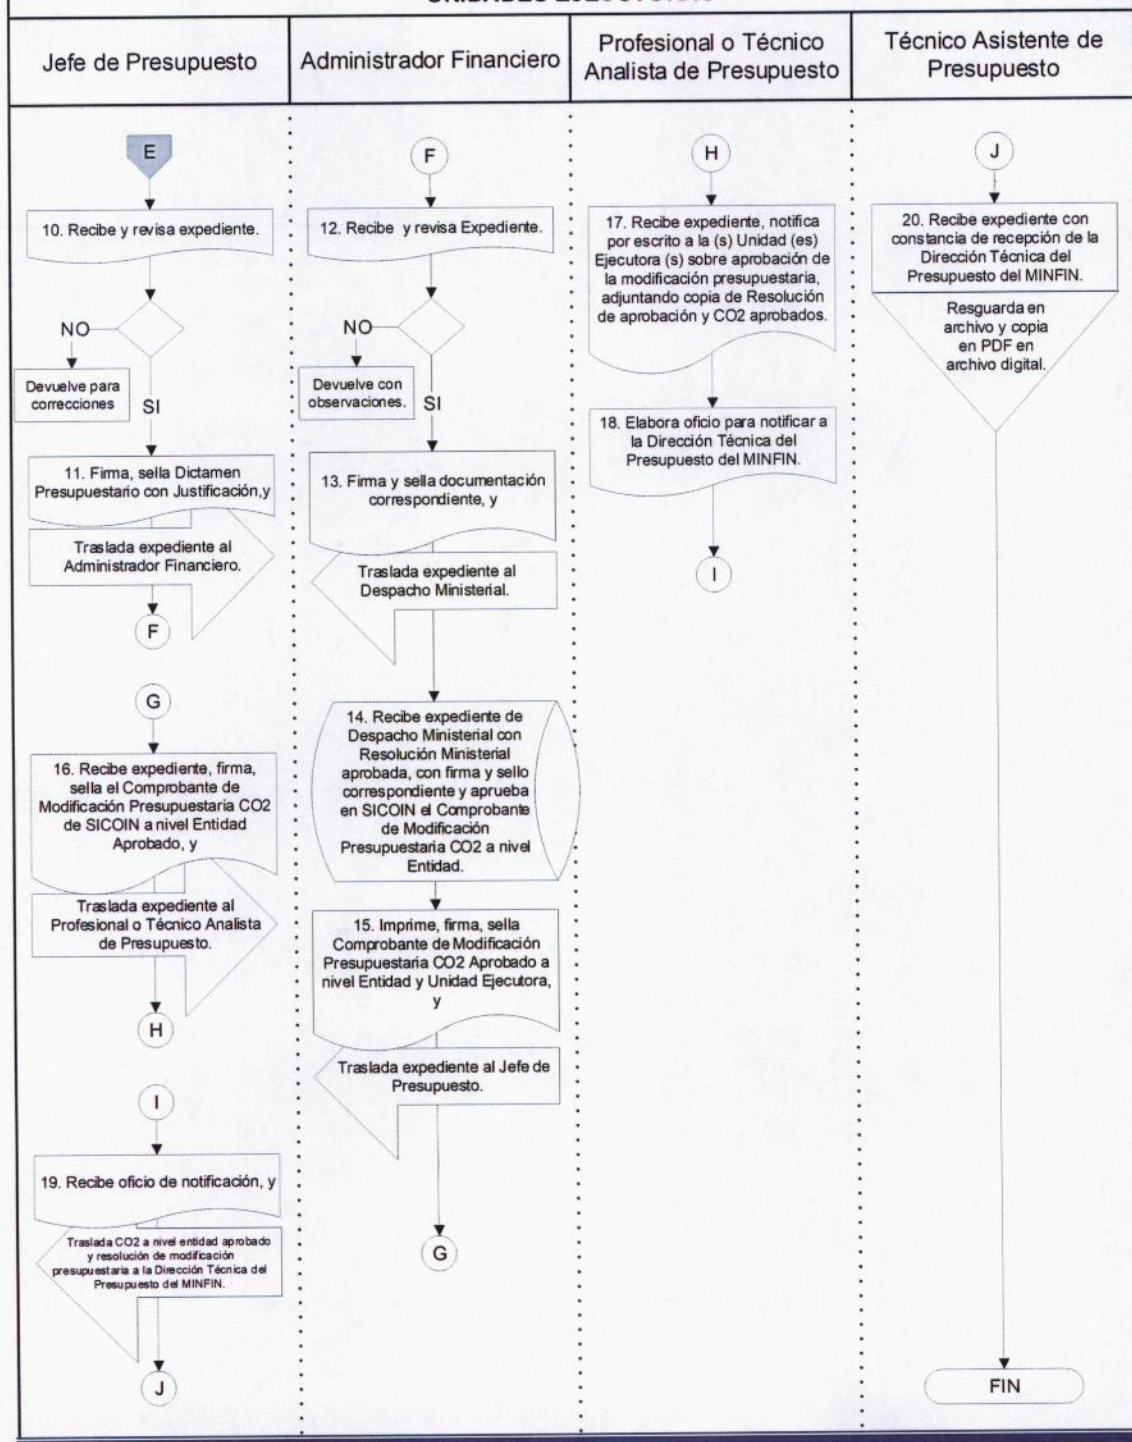 Jefe de Presupuesto
Administrador Financiero
Profesional o Técnico
Analista de Presupuesto
Técnico Asistente de
Presupuesto
E
10. Recibe y revisa expediente.
NO
Devuelve para
correcciones
SI
11. Firma, sella Dictamen
Presupuestario con Justificación,y
Traslada expediente al
Administrador Financiero.
F
G
16. Recibe expediente, firma,
sella el Comprobante de
Modificación Presupuestaria CO2
de SICOIN a nivel Entidad
Aprobado, y
Traslada expediente al
Profesional o Técnico Analista
de Presupuesto.
H
I
19. Recibe oficio de notificación, y
Traslada CO2 a nivel entidad aprobado
y resolución de modificación
presupuestaria a la Dirección Técnica del
Presupuesto del MINFIN.
J
F
12. Recibe y revisa Expediente.
NO
Devuelve con
observaciones.
SI
13. Firma y sella documentación
correspondiente, y
Traslada expediente al
Despacho Ministerial.
14. Recibe expediente de
Despacho Ministerial con
Resolución Ministerial
aprobada, con firma y sello
correspondiente y aprueba
en SICOIN el Comprobante
de Modificación
Presupuestaria CO2 a nivel
Entidad.
15. Imprime, firma, sella
Comprobante de Modificación
Presupuestaria CO2 Aprobado a
nivel Entidad y Unidad Ejecutora,
y
Traslada expediente al Jefe de
Presupuesto.
G
H
17. Recibe expediente, notifica
por escrito a la (s) Unidad (es)
Ejecutora (s) sobre aprobación de
la modificación presupuestaria,
adjuntando copia de Resolución
de aprobación y CO2 aprobados.
18. Elabora oficio para notificar a
la Dirección Técnica del
Presupuesto del MINFIN.
I
J
20. Recibe expediente con
constancia de recepción de la
Dirección Técnica del
Presupuesto del MINFIN.
Resguarda en
archivo y copia
en PDF en
archivo digital.
FIN